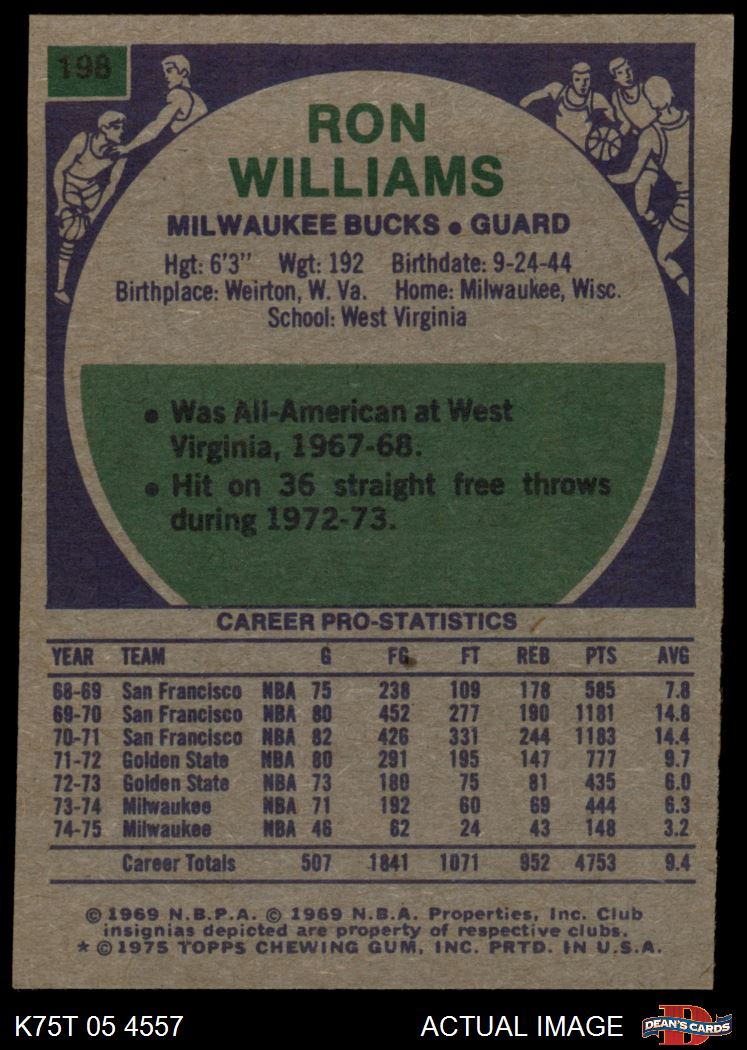 198
RON
WILLIAMS
MILWAUKEE BUCKS • GUARD
Hgt: 6'3" Wgt: 192 Birthdate: 9-24-44
Birthplace: Weirton, W. Va. Home: Milwaukee, Wisc.
School: West Virginia
• Was All-American at West
Virginia, 1967-68.
• Hit on 36 straight free throws
during 1972-73.
CAREER PRO-STATISTICS
YEAR TEAM G FG FT REB PTS AVG
68-69 San Francisco NBA 75 238 109 178 585 7.8
69-70 San Francisco NBA 80 452 277 190 1181 14.8
70-71 San Francisco NBA 82 426 331 244 1183 14.4
71-72 Golden State NBA 80 291 195 147 777 9.7
72-73 Golden State NBA 73 180 75 81 435 6.0
73-74 Milwaukee NBA 71 192 60 69 444 6.3
74-75 Milwaukee NBA 46 62 24 43 148 3.2
Career Totals 507 1841 1071 952 4753 9.4
© 1969 N.B.P.A. © 1969 N.B.A. Properties, Inc. Club
insignias depicted are property of respective clubs.
* © 1975 TOPPS CHEWING GUM, INC. PRTD. IN U.S.A.
K75T 05 4557 ACTUAL IMAGE
D
DEAN'S CARDS